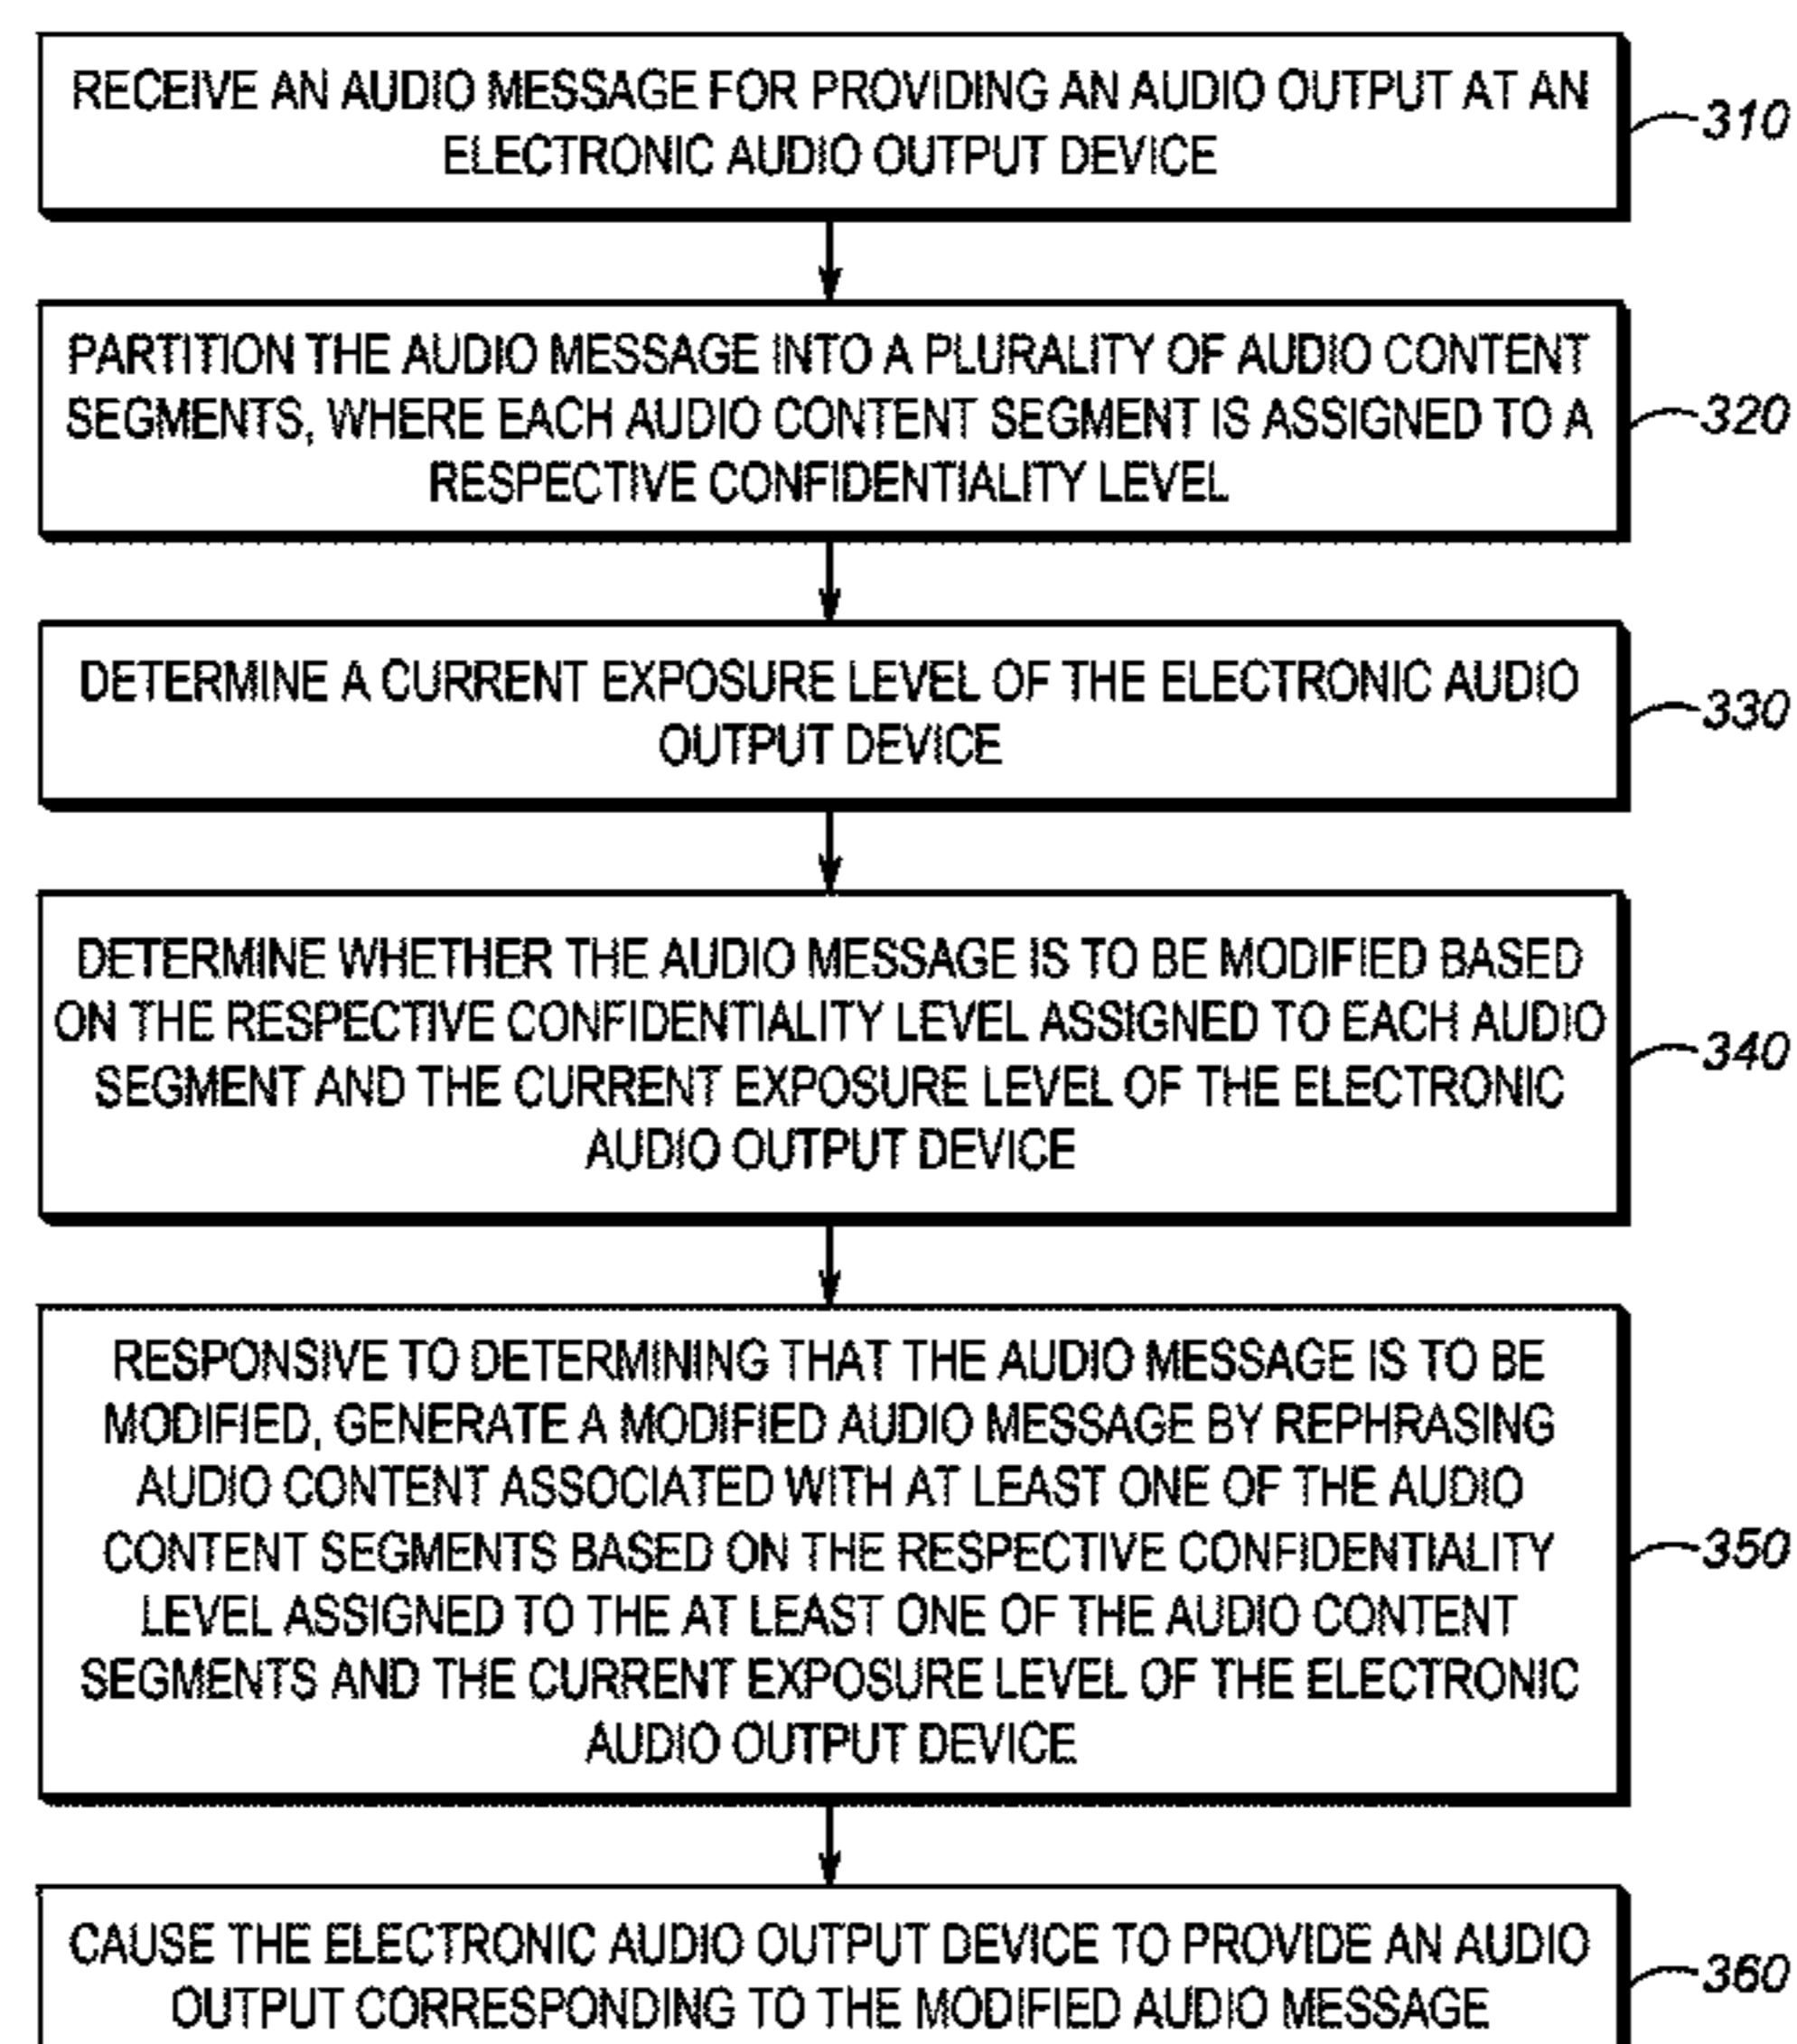 RECEIVE AN AUDIO MESSAGE FOR PROVIDING AN AUDIO OUTPUT AT AN
ELECTRONIC AUDIO OUTPUT DEVICE
310
PARTITION THE AUDIO MESSAGE INTO A PLURALITY OF AUDIO CONTENT
SEGMENTS, WHERE EACH AUDIO CONTENT SEGMENT IS ASSIGNED TO A
RESPECTIVE CONFIDENTIALITY LEVEL
320
DETERMINE A CURRENT EXPOSURE LEVEL OF THE ELECTRONIC AUDIO
OUTPUT DEVICE
330
DETERMINE WHETHER THE AUDIO MESSAGE IS TO BE MODIFIED BASED
ON THE RESPECTIVE CONFIDENTIALITY LEVEL ASSIGNED TO EACH AUDIO
SEGMENT AND THE CURRENT EXPOSURE LEVEL OF THE ELECTRONIC
AUDIO OUTPUT DEVICE
340
RESPONSIVE TO DETERMINING THAT THE AUDIO MESSAGE IS TO BE
MODIFIED, GENERATE A MODIFIED AUDIO MESSAGE BY REPHRASING
AUDIO CONTENT ASSOCIATED WITH AT LEAST ONE OF THE AUDIO
CONTENT SEGMENTS BASED ON THE RESPECTIVE CONFIDENTIALITY
LEVEL ASSIGNED TO THE AT LEAST ONE OF THE AUDIO CONTENT
SEGMENTS AND THE CURRENT EXPOSURE LEVEL OF THE ELECTRONIC
AUDIO OUTPUT DEVICE
350
CAUSE THE ELECTRONIC AUDIO OUTPUT DEVICE TO PROVIDE AN AUDIO
OUTPUT CORRESPONDING TO THE MODIFIED AUDIO MESSAGE
360